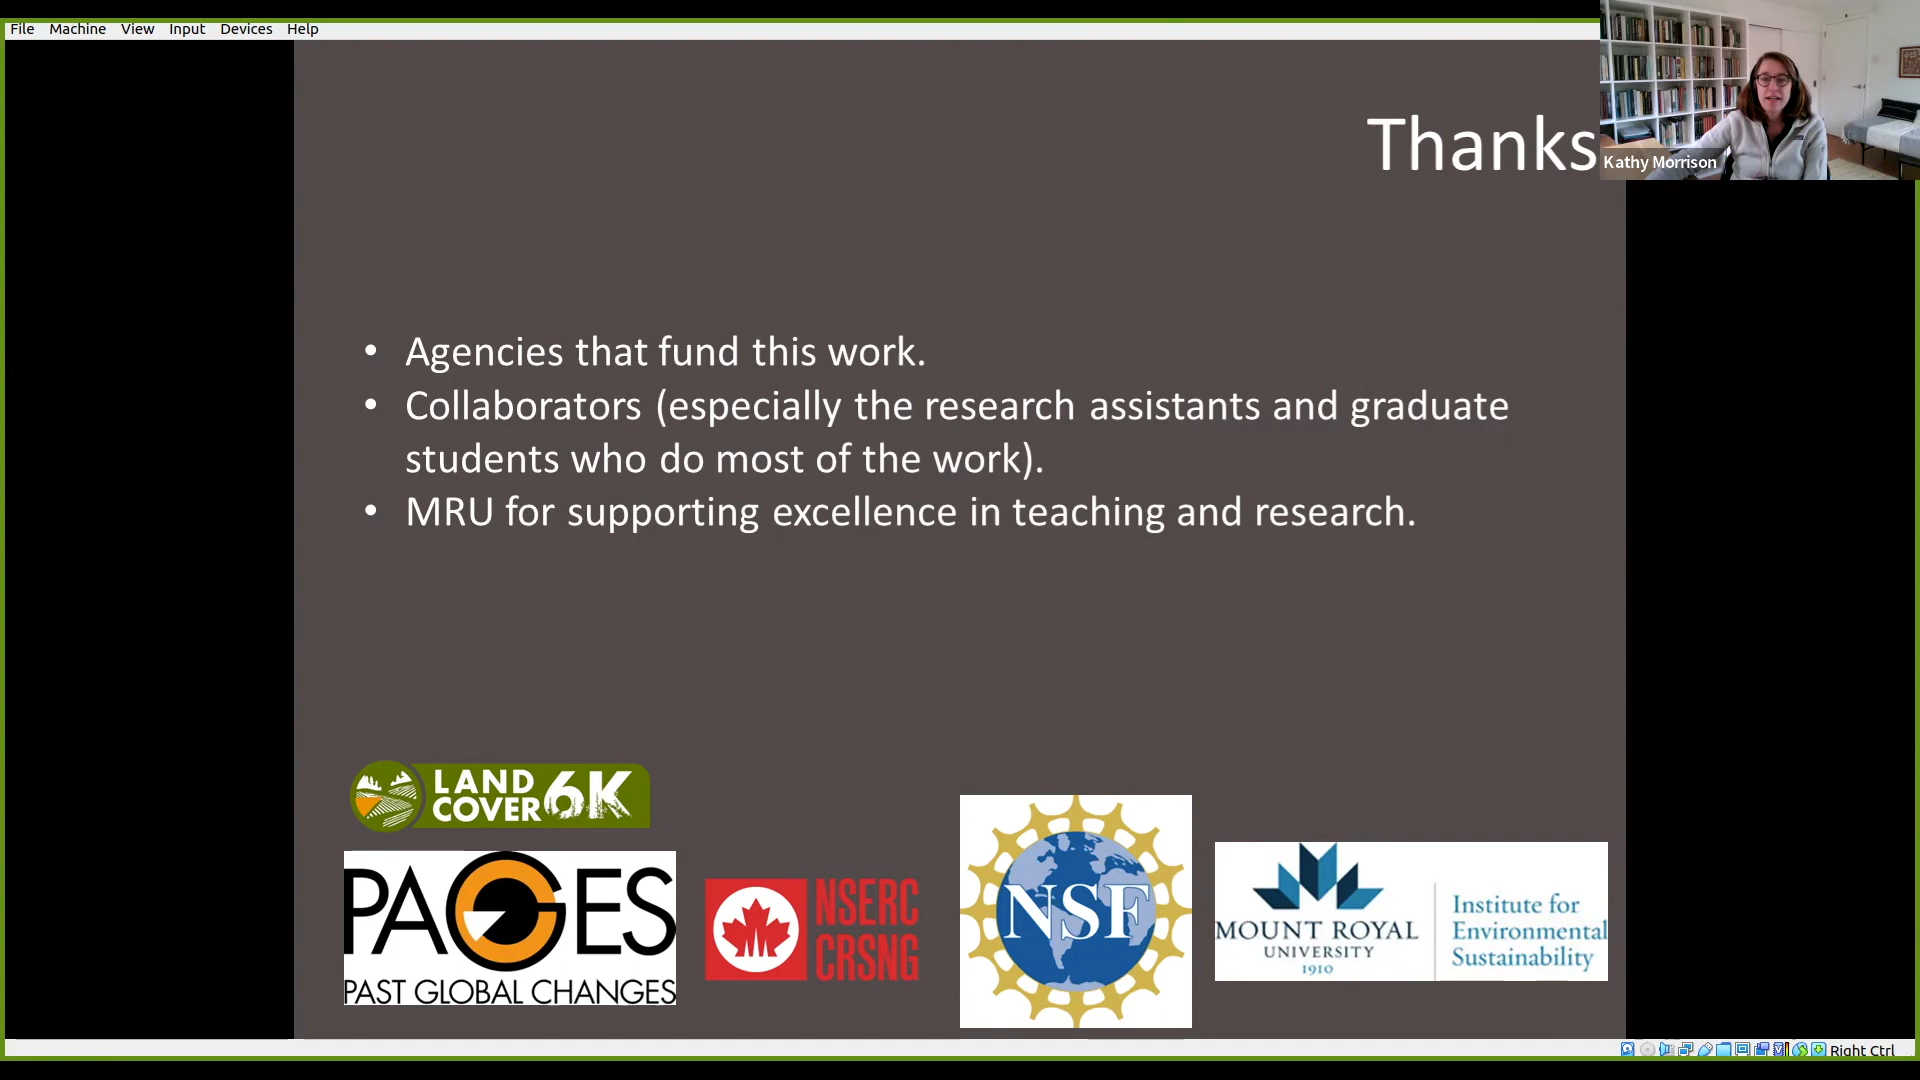 File Machine View Input Devices Help
Thanks
Kathy Morrison
• Agencies that fund this work.
• Collaborators (especially the research assistants and graduate
students who do most of the work).
• MRU for supporting excellence in teaching and research.
LAND
COVER 6K
PAGES
PAST GLOBAL CHANGES
NSERC
CRSNG
NSF
MOUNT ROYAL
UNIVERSITY
1910
Institute for
Environmental
Sustainability
Right Ctrl